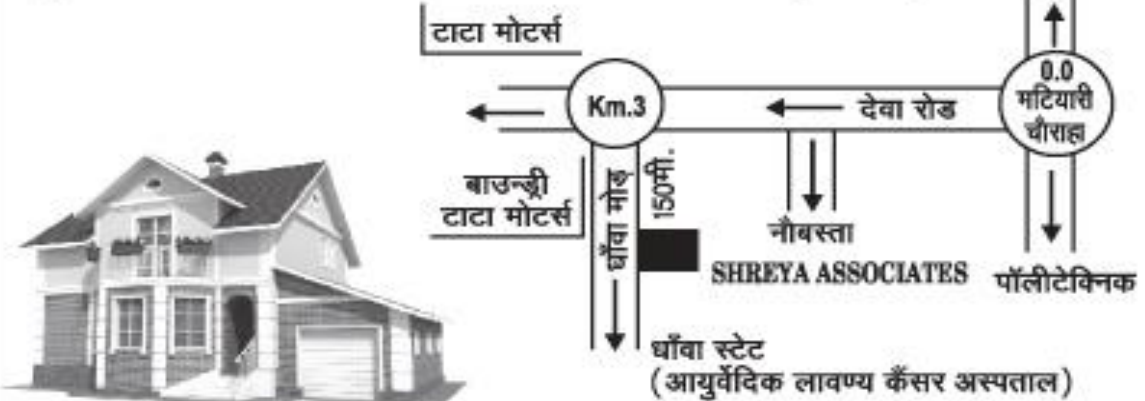 टाटा मोटर्स
Km.3
देवा रोड
0.0
मटियारी
चौराहा
बाउन्ड्री
टाटा मोटर्स
घाँवा मोड़
150मी.
नौबस्ता
SHREYA ASSOCIATES
पॉलीटेक्निक
घाँवा स्टेट
(आयुर्वेदिक लावण्य कैंसर अस्पताल)